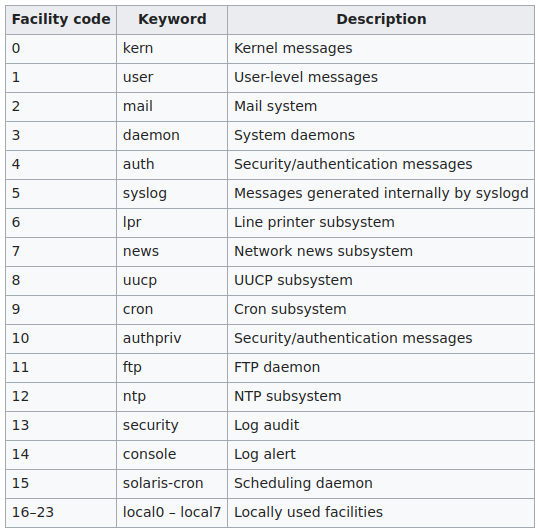 Facility code Keyword Description
0 kern Kernel messages
1 user User-level messages
2 mail Mail system
3 daemon System daemons
4 auth Security/authentication messages
5 syslog Messages generated internally by syslogd
6 lpr Line printer subsystem
7 news Network news subsystem
8 uucp UUCP subsystem
9 cron Cron subsystem
10 authpriv Security/authentication messages
11 ftp FTP daemon
12 ntp NTP subsystem
13 security Log audit
14 console Log alert
15 solaris-cron Scheduling daemon
16–23 local0 – local7 Locally used facilities